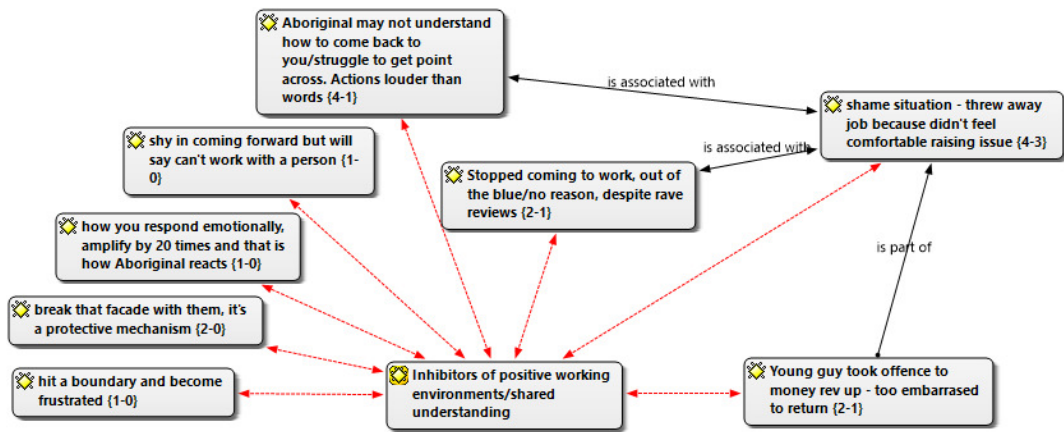 Aboriginal may not understand
how to come back to
you/struggle to get point
across. Actions louder than
words {4-1}
is associated with
shame situation - threw away
job because didn't feel
comfortable raising issue {4-3}
shy in coming forward but will
say can't work with a person {1-
0}
is associated with
Stopped coming to work, out of
the blue/no reason, despite rave
reviews {2-1}
how you respond emotionally,
amplify by 20 times and that is
how Aboriginal reacts {1-0}
is part of
break that facade with them, it's
a protective mechanism {2-0}
hit a boundary and become
frustrated {1-0}
Inhibitors of positive working
environments/shared
understanding
Young guy took offence to
money rev up - too embarrased
to return {2-1}